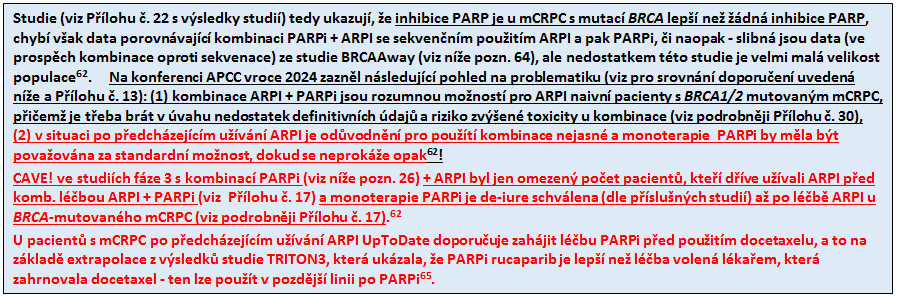 Studie (viz Přílohu č. 22 s výsledky studií) tedy ukazují, že inhibice PARP je u mCRPC s mutací BRCA lepší než žádná inhibice PARP,
chybí však data porovnávající kombinaci PARPi + ARPI se sekvenčním použitím ARPI a pak PARPi, či naopak - slibná jsou data (ve
prospěch kombinace oproti sekvenace) ze studie BRCAAway (viz níže pozn. 64), ale nedostatkem této studie je velmi malá velikost
populace62. Na konferenci APCC vroce 2024 zazněl následující pohled na problematiku (viz pro srovnání doporučení uvedená
níže a Přílohu č. 13): (1) kombinace ARPI + PARPi jsou rozumnou možností pro ARPI naivní pacienty s BRCA1/2 mutovaným mCRPC,
přičemž je třeba brát v úvahu nedostatek definitivních údajů a riziko zvýšené toxicity u kombinace (viz podrobněji Přílohu č. 30),
(2) v situaci po předcházejícím užívání ARPI je odůvodnění pro použítí kombinace nejasné a monoterapie PARPi by měla být
považována za standardní možnost, dokud se neprokáže opak62!
CAVE! ve studiích fáze 3 s kombinací PARPi (viz níže pozn. 26) + ARPI byl jen omezený počet pacientů, kteří dříve užívali ARPI před
komb. léčbou ARPI + PARPi (viz Přílohu č. 17) a monoterapie PARPi je de-iure schválena (dle příslušných studií) až po léčbě ARPI u
BRCA-mutovaného mCRPC (viz podrobněji Přílohu č. 17).62
U pacientů s mCRPC po předcházejícím užívání ARPI UpToDate doporučuje zahájit léčbu PARPi před použitím docetaxelu, a to na
základě extrapolace z výsledků studie TRITON3, která ukázala, že PARPi rucaparib je lepší než léčba volená lékařem, která
zahrnovala docetaxel - ten lze použít v pozdější linii po PARPi65.